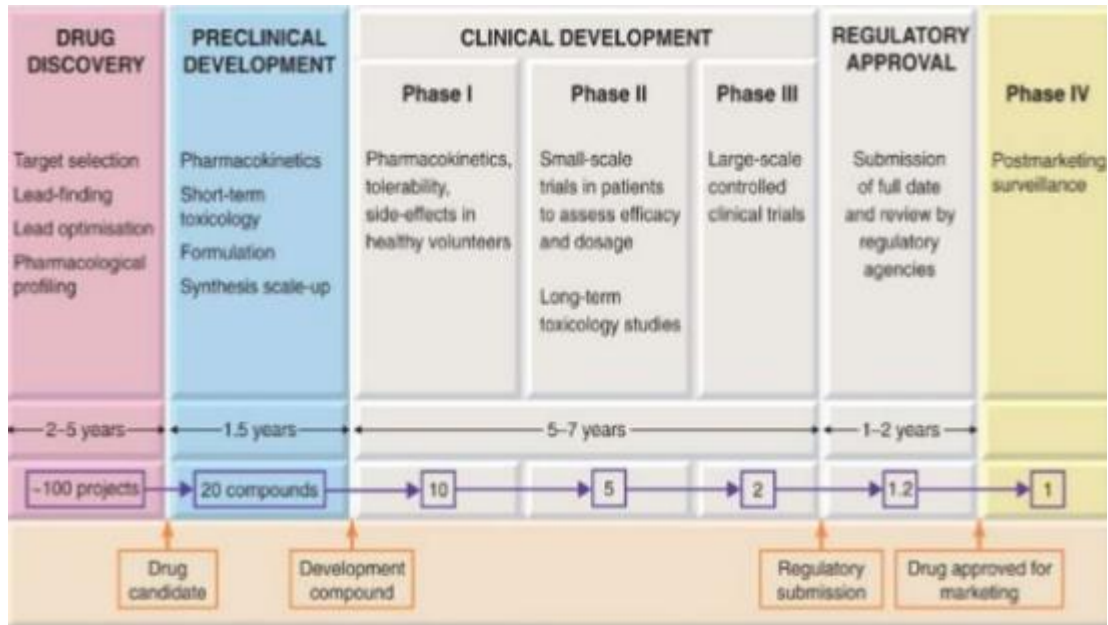 DRUG
DISCOVERY
Target selection
Lead-finding
Lead optimisation
Pharmacological
profiling
2–5 years
~100 projects
PRECLINICAL
DEVELOPMENT
Pharmacokinetics
Short-term
toxicology
Formulation
Synthesis scale-up
1.5 years
20 compounds
CLINICAL DEVELOPMENT
Phase I
Pharmacokinetics,
tolerability,
side-effects in
healthy volunteers
Phase II
Small-scale
trials in patients
to assess efficacy
and dosage
Long-term
toxicology studies
Phase III
Large-scale
controlled
clinical trials
5–7 years
10
5
2
REGULATORY
APPROVAL
Submission
of full date
and review by
regulatory
agencies
1–2 years
1.2
Phase IV
Postmarketing
surveillance
1
Drug
candidate
Development
compound
Regulatory
submission
Drug approved for
marketing